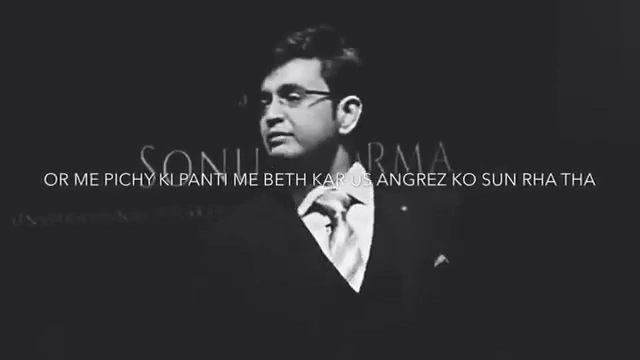 SONU
ARMA
OR ME PICHY KI PANTI ME BETH KAR US ANGREZ KO SUN RHA THA